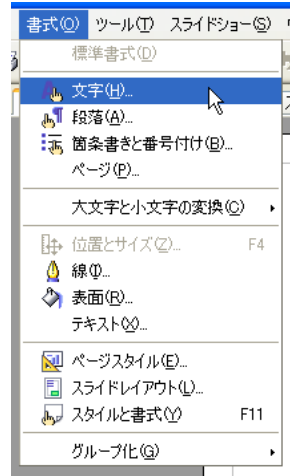 書式(O) ツール(T) スライドショー(S)
標準書式(D)
文字(H)...
段落(A)...
箇条書きと番号付け(B)...
ページ(P)...
大文字と小文字の変換(C)
位置とサイズ(Z)... F4
線(I)...
表面(R)...
テキスト(X)...
ページスタイル(E)...
スライドレイアウト(L)...
スタイルと書式(Y) F11
グループ化(G)